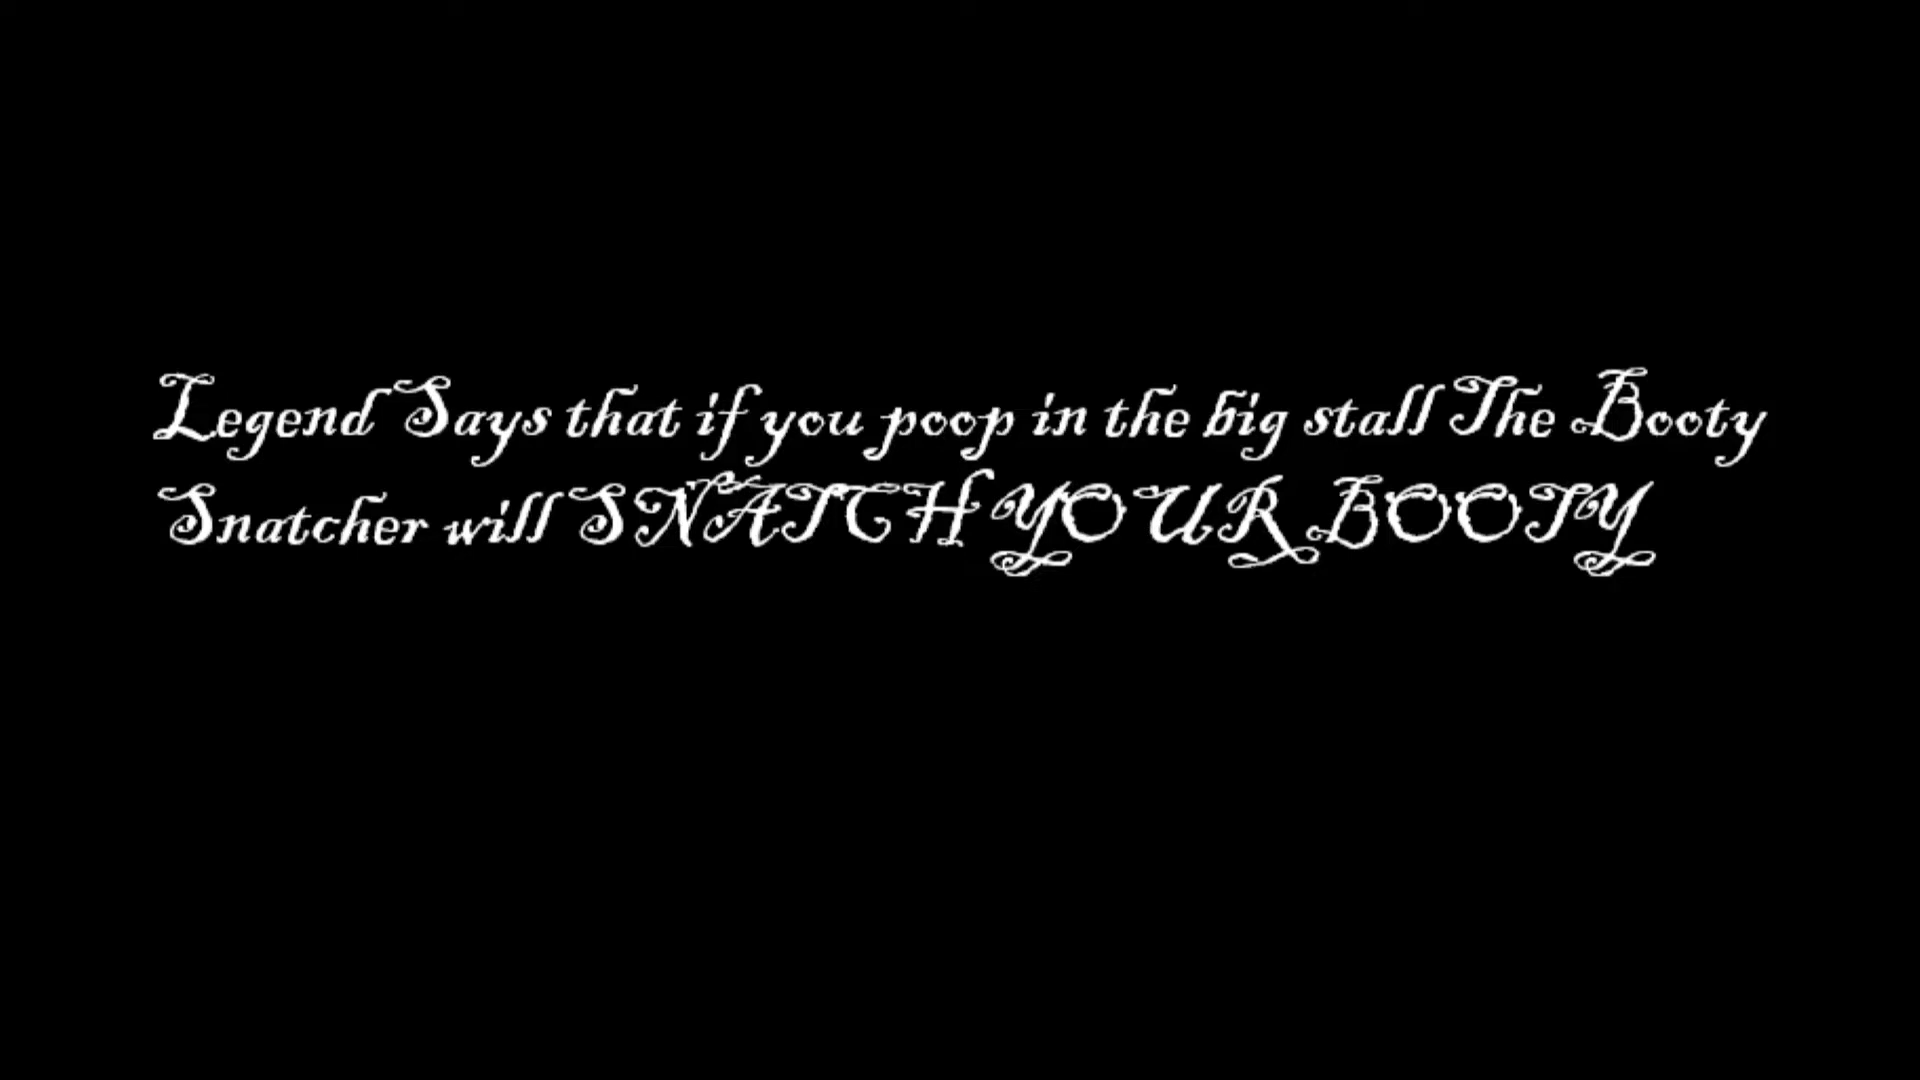 Legend Says that if you poop in the big stall The Booty
Snatcher will SNATCH YOUR BOOTY